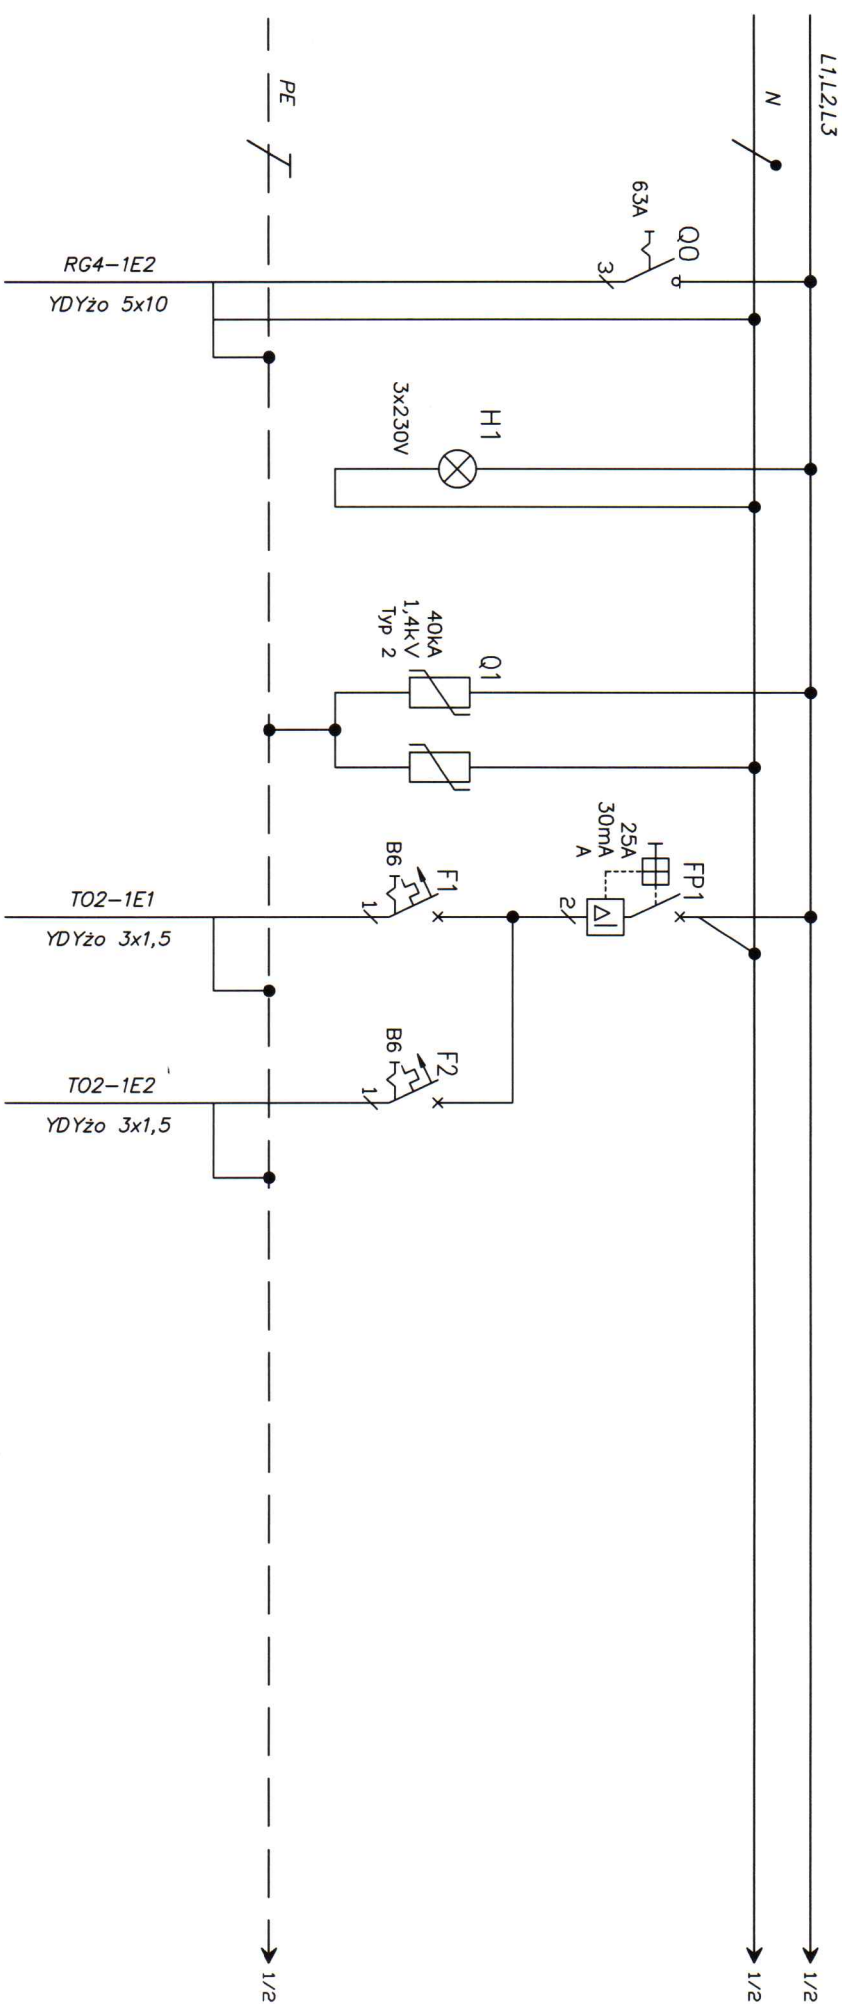 L1,L2,L3
N
PE
Q0
63A
3
RG4-1E2
YDYżo 5x10
H1
3x230V
Q1
40kA
1,4kV
Typ 2
FP1
25A
30mA
A
Δ
2
F1
B6
1
TO2-1E1
YDYżo 3x1,5
F2
B6
1
TO2-1E2
YDYżo 3x1,5
1/2
1/2
1/2